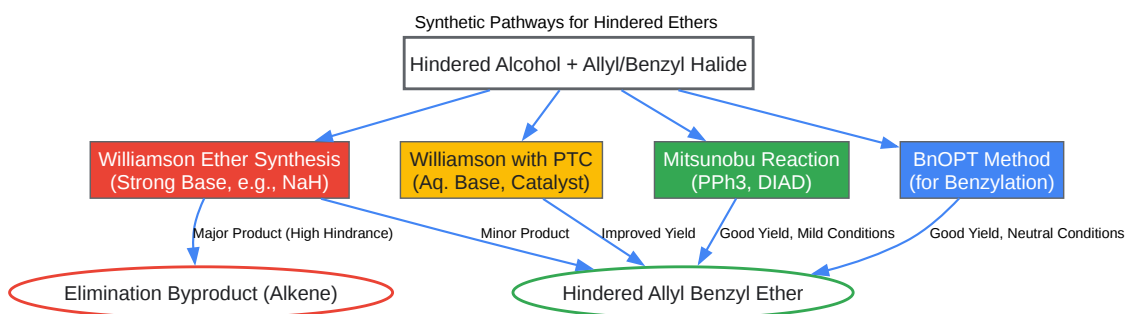 Synthetic Pathways for Hindered Ethers
Hindered Alcohol + Allyl/Benzyl Halide
Williamson Ether Synthesis
(Strong Base, e.g., NaH)
Williamson with PTC
(Aq. Base, Catalyst)
Mitsunobu Reaction
(PPh3, DIAD)
BnOPT Method
(for Benzylation)
Major Product (High Hindrance)
Minor Product
Improved Yield
Good Yield, Mild Conditions
Good Yield, Neutral Conditions
Elimination Byproduct (Alkene)
Hindered Allyl Benzyl Ether